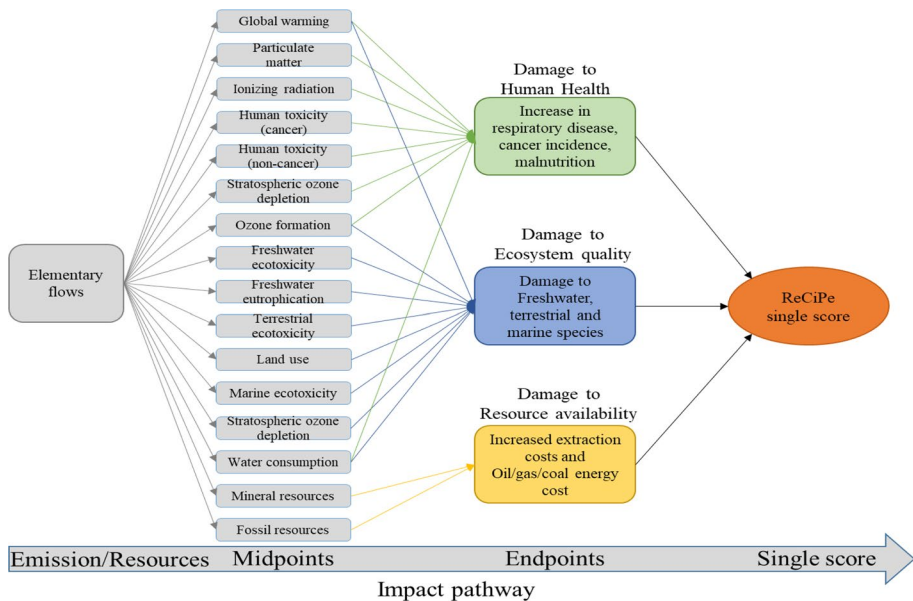 Elementary
flows
Global warming
Particulate
matter
Ionizing radiation
Human toxicity
(cancer)
Human toxicity
(non-cancer)
Stratospheric ozone
depletion
Ozone formation
Freshwater
ecotoxicity
Freshwater
eutrophication
Terrestrial
ecotoxicity
Land use
Marine ecotoxicity
Stratospheric ozone
depletion
Water consumption
Mineral resources
Fossil resources
Damage to
Human Health
Increase in
respiratory disease,
cancer incidence,
malnutrition
Damage to
Ecosystem quality
Damage to
Freshwater,
terrestrial and
marine species
Damage to
Resource availability
Increased extraction
costs and
Oil/gas/coal energy
cost
ReCiPe
single score
Emission/Resources Midpoints Endpoints Single score
Impact pathway